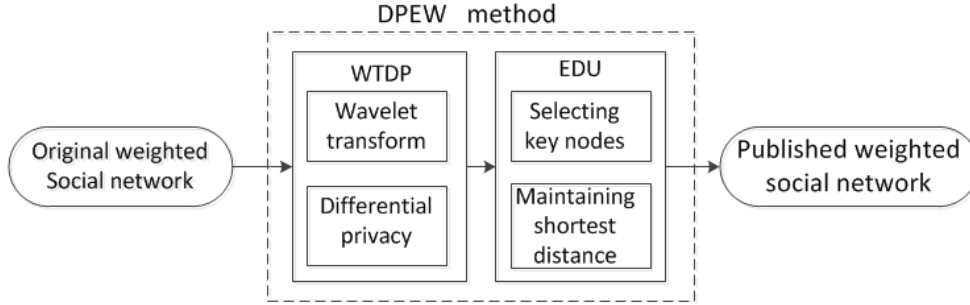 DPEW method
Original weighted
Social network
WTDP
Wavelet
transform
Differential
privacy
EDU
Selecting
key nodes
Maintaining
shortest
distance
Published weighted
social network